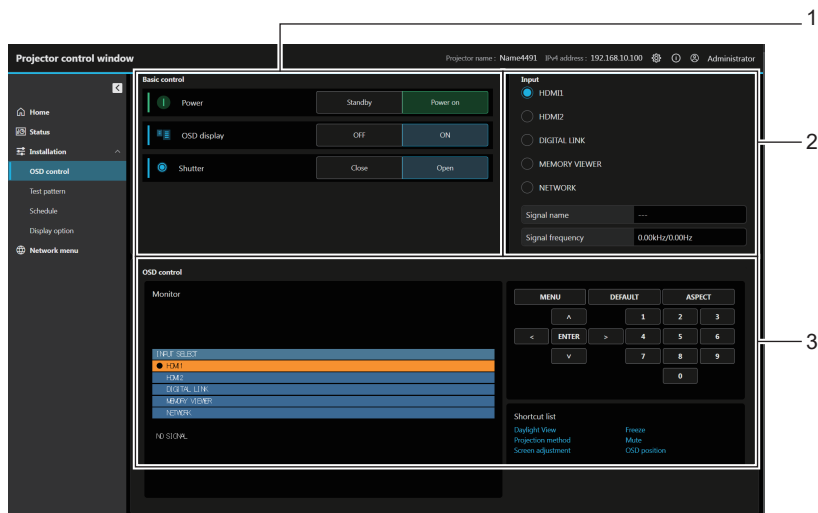 1
Projector control window
Projector name : Name4491 IPv4 address : 192.168.10.100 Administrator
Basic control
Power Standby Power on
OSD display OFF ON
Shutter Close Open
Input
HDMI1
HDMI2
DIGITAL LINK
MEMORY VIEWER
NETWORK
Signal name ---
Signal frequency 0.00kHz/0.00Hz
2
Home
Status
Installation
OSD control
Test pattern
Schedule
Display option
Network menu
OSD control
Monitor
INPUT SELECT
HDMI1
HDMI2
DIGITAL LINK
MEMORY VIEWER
NETWORK
NO SIGNAL
MENU DEFAULT ASPECT
1 2 3
< ENTER > 4 5 6
7 8 9
0
3
Shortcut list
Daylight View Freeze
Projection method Mute
Screen adjustment OSD position